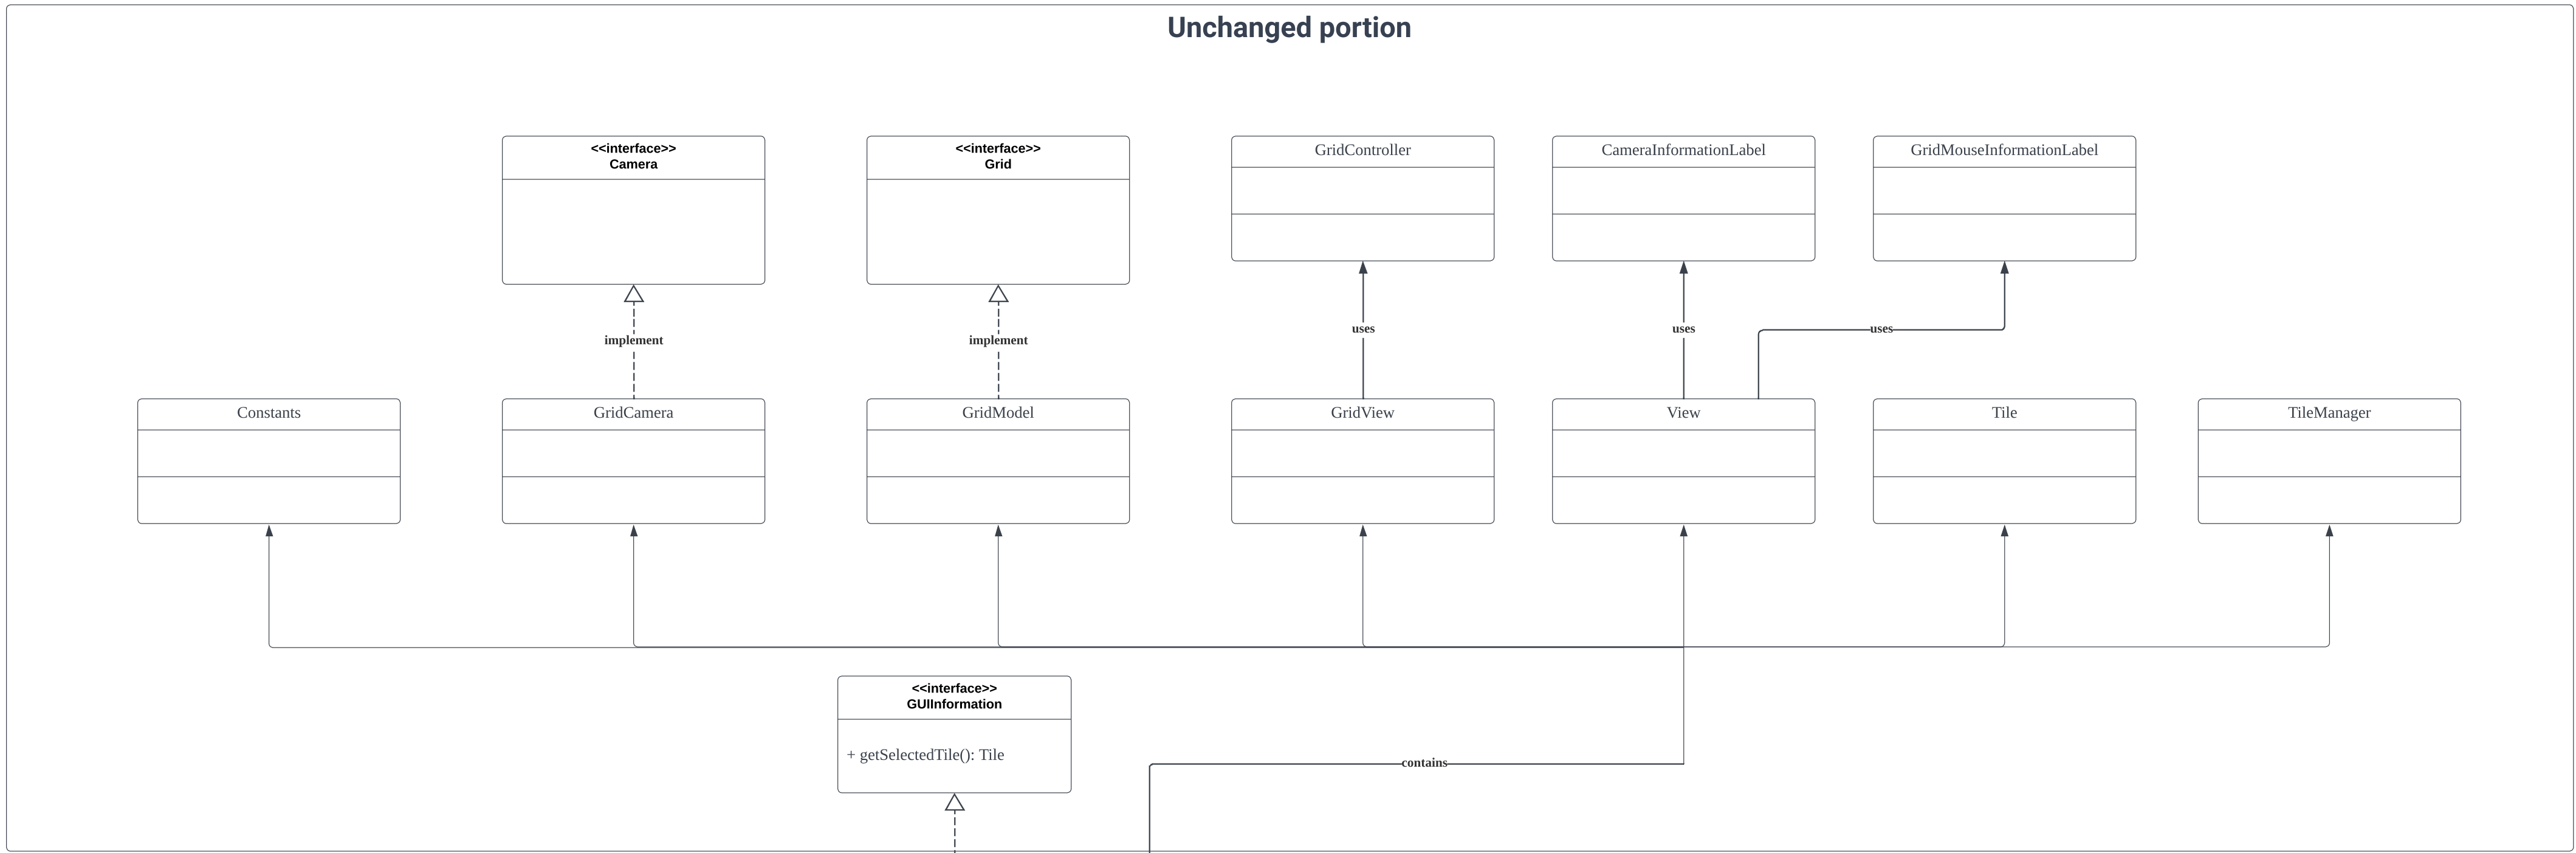 Unchanged portion
<<interface>>
Camera
<<interface>>
Grid
GridController
CameraInformationLabel
GridMouseInformationLabel
implement
implement
uses
uses
uses
Constants
GridCamera
GridModel
GridView
View
Tile
TileManager
<<interface>>
GUIInformation
+ getSelectedTile(): Tile
contains